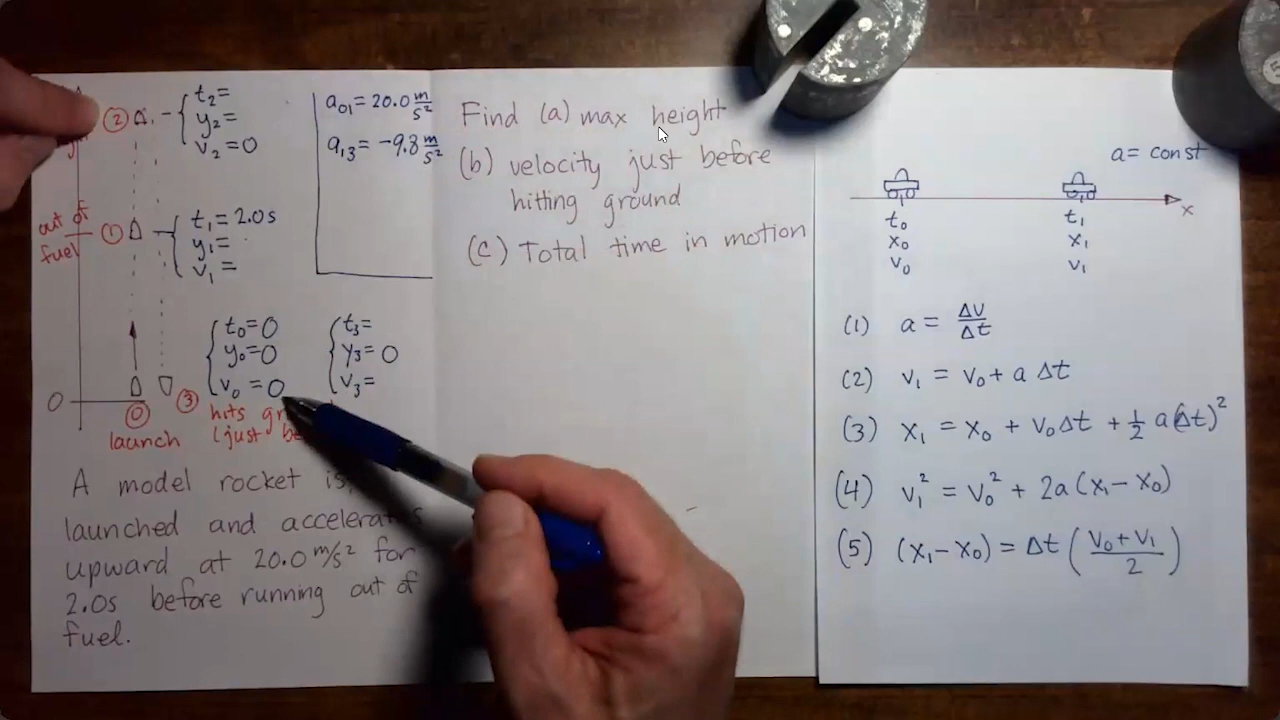 ② - t₂=
y₂=
v₂ = 0
a₀₁ = 20.0 m/s²
a₁₃ = -9.8 m/s²
out of
fuel
① t₁ = 2.0s
y₁ =
v₁ =
t₀ = 0
y₀ = 0
v₀ = 0
t₃ =
y₃ = 0
v₃ =
0
⓪
launch
③ hits
(just
A model rocket is
launched and accelerates
upward at 20.0 m/s² for
2.0s before running out of
fuel.
Find (a) max height
(b) velocity just before
hitting ground
(c) Total time in motion
a = const
x
t₀
x₀
v₀
t₁
x₁
v₁
(1) a = Δv/Δt
(2) v₁ = v₀ + a Δt
(3) x₁ = x₀ + v₀Δt + ½ a(Δt)²
(4) v₁² = v₀² + 2a (x₁ - x₀)
(5) (x₁ - x₀) = Δt ( (v₀ + v₁)/2 )